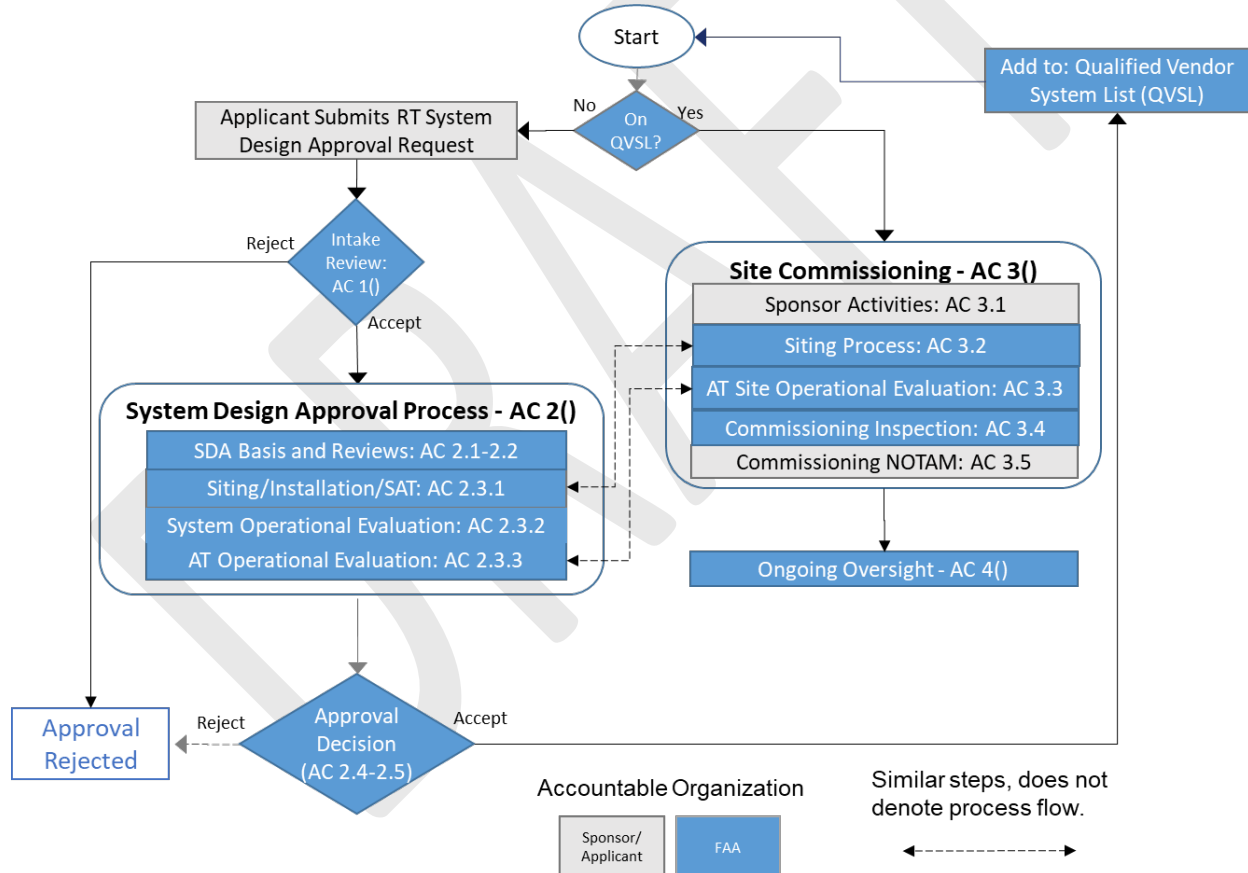 Start
Add to: Qualified Vendor
System List (QVSL)
No
Yes
On
QVSL?
Applicant Submits RT System
Design Approval Request
Reject
Intake
Review:
AC 1()
Accept
Site Commissioning - AC 3()
Sponsor Activities: AC 3.1
Siting Process: AC 3.2
AT Site Operational Evaluation: AC 3.3
Commissioning Inspection: AC 3.4
Commissioning NOTAM: AC 3.5
System Design Approval Process - AC 2()
SDA Basis and Reviews: AC 2.1-2.2
Siting/Installation/SAT: AC 2.3.1
System Operational Evaluation: AC 2.3.2
AT Operational Evaluation: AC 2.3.3
Ongoing Oversight - AC 4()
Approval
Rejected
Reject
Approval
Decision
(AC 2.4-2.5)
Accept
Accountable Organization
Sponsor/
Applicant
FAA
Similar steps, does not
denote process flow.
DRAFT